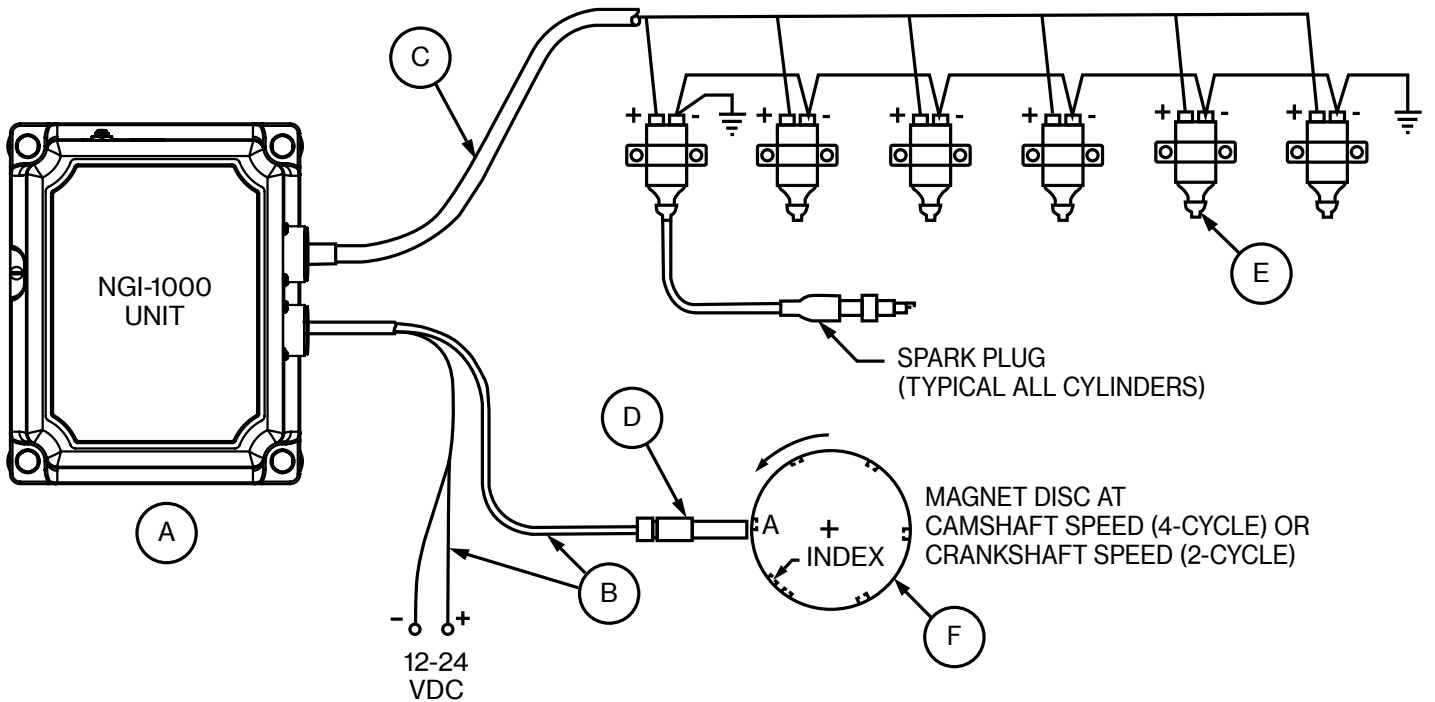 C
+ - + - + - + - + - + -
NGI-1000
UNIT
E
SPARK PLUG
(TYPICAL ALL CYLINDERS)
D
A
A
MAGNET DISC AT
CAMSHAFT SPEED (4-CYCLE) OR
CRANKSHAFT SPEED (2-CYCLE)
+
INDEX
B
F
- +
12-24
VDC